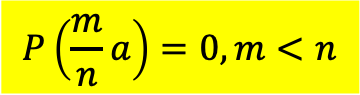 P(m/n a) = 0, m < n